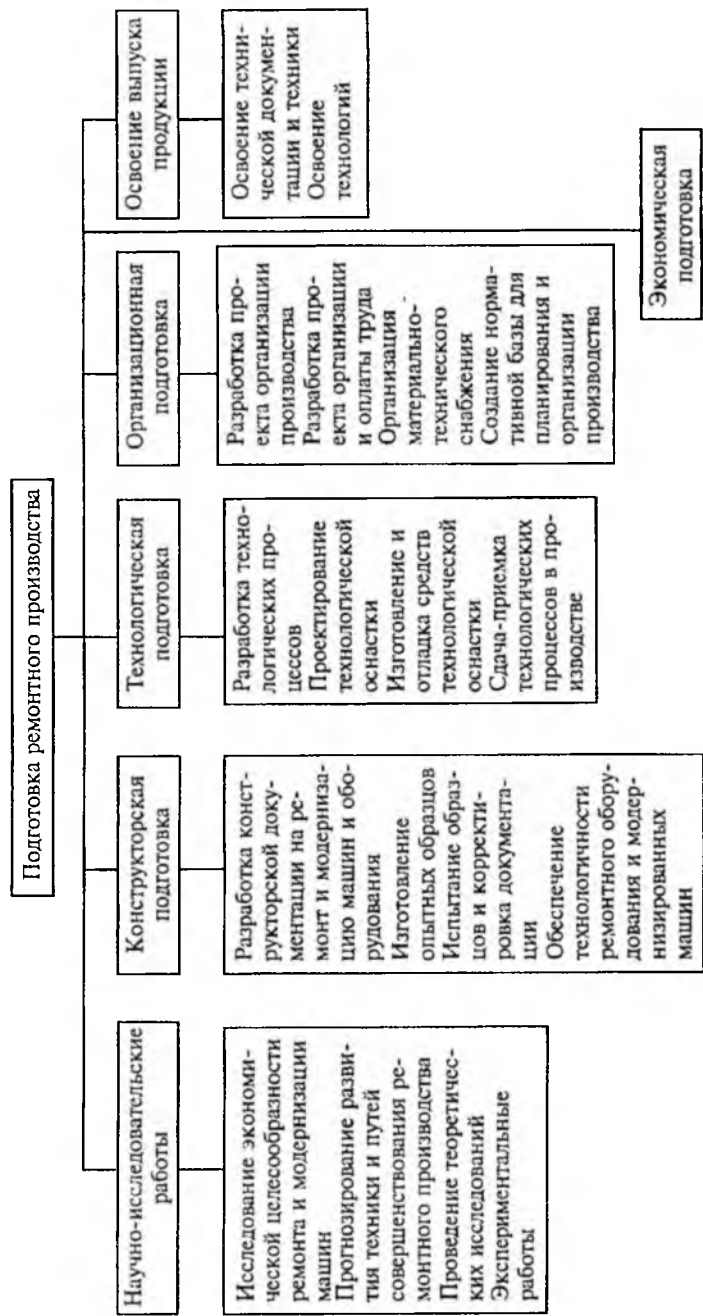 Подготовка ремонтного производства
Научно-исследовательские
работы
Исследование экономи-
ческой целесообразности
ремонта и модернизации
машин
Прогнозирование разви-
тия техники и путей
совершенствования ре-
монтного производства
Проведение теоретичес-
ких исследований
Экспериментальные
работы
Конструкторская
подготовка
Разработка конст-
рукторской доку-
ментации на ре-
монт и модерниза-
цию машин и обо-
рудования
Изготовление
опытных образцов
Испытание образ-
цов и корректи-
ровка документа-
ции
Обеспечение
технологичности
ремонтного обору-
дования и модер-
низированных
машин
Технологическая
подготовка
Разработка техно-
логических про-
цессов
Проектирование
технологической
оснастки
Изготовление и
отладка средств
технологической
оснастки
Сдача-приемка
технологических
процессов в про-
изводстве
Организационная
подготовка
Разработка про-
екта организации
производства
Разработка про-
екта организации
и оплаты труда
Организация
материально-
технического
снабжения
Создание норма-
тивной базы для
планирования и
организации
производства
Освоение выпуска
продукции
Освоение техни-
ческой докумен-
тации и техники
Освоение
технологий
Экономическая
подготовка